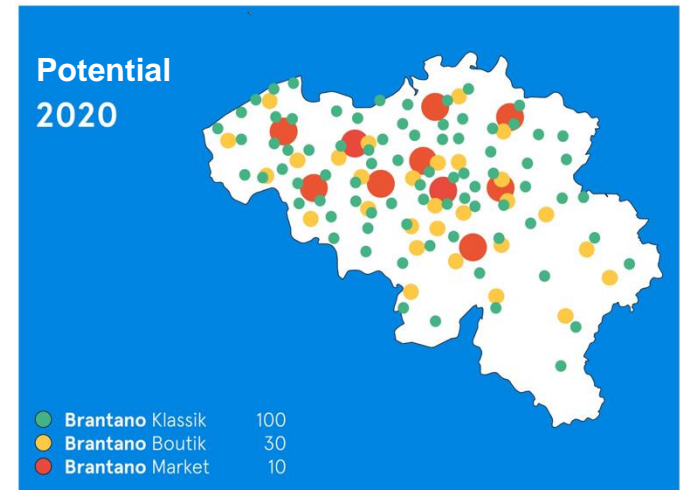 Potential
2020
Brantano Klassik 100
Brantano Boutik 30
Brantano Market 10